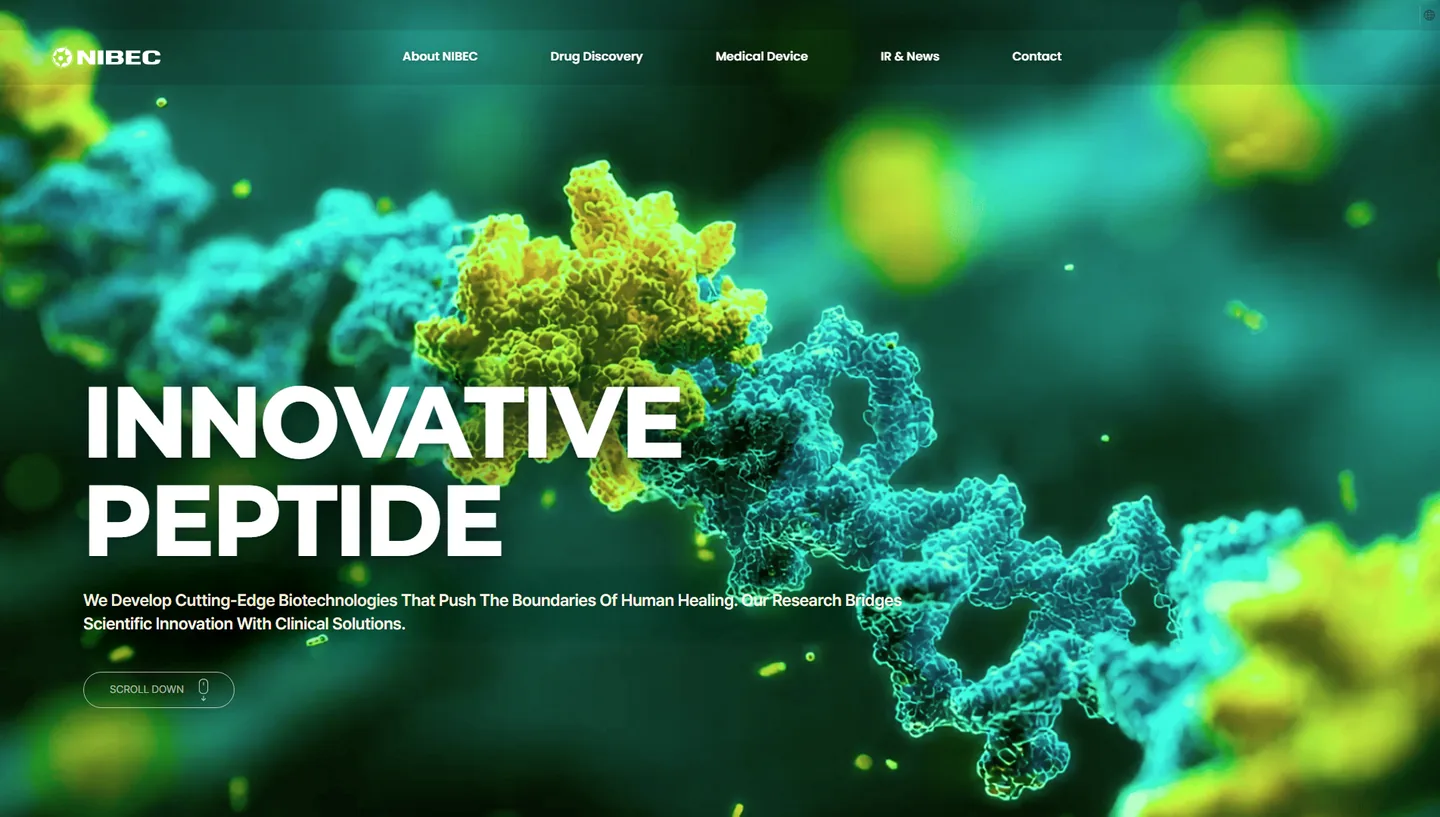 NIBEC
About NIBEC
Drug Discovery
Medical Device
IR & News
Contact
INNOVATIVE
PEPTIDE
We Develop Cutting-Edge Biotechnologies That Push The Boundaries Of Human Healing. Our Research Bridges
Scientific Innovation With Clinical Solutions.
SCROLL DOWN